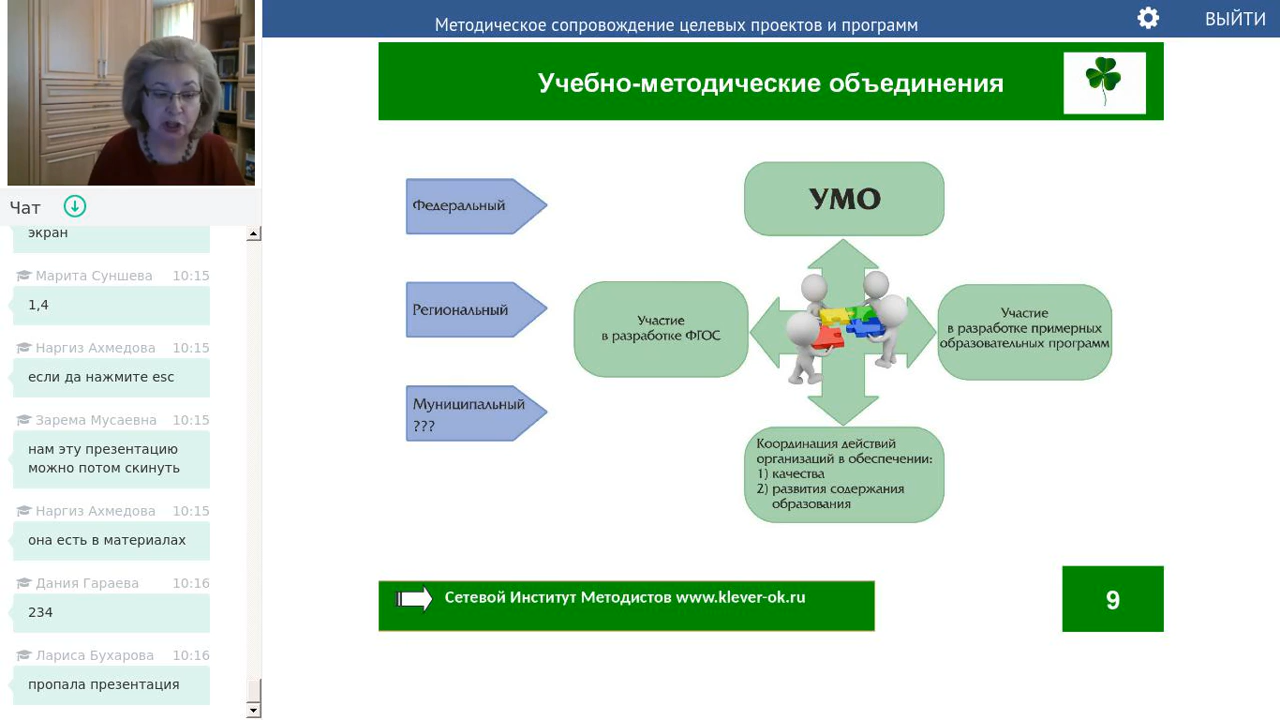 Методическое сопровождение целевых проектов и программ
ВЫЙТИ
Чат
экран
Марита Суншева 10:15
1,4
Наргиз Ахмедова 10:15
если да нажмите esc
Зарема Мусаевна 10:15
нам эту презентацию
можно потом скинуть
Наргиз Ахмедова 10:15
она есть в материалах
Дания Гараева 10:16
234
Лариса Бухарова 10:16
пропала презентация
Учебно-методические объединения
Федеральный
Региональный
Муниципальный
???
УМО
Участие
в разработке ФГОС
Участие
в разработке примерных
образовательных программ
Координация действий
организаций в обеспечении:
1) качества
2) развития содержания
образования
Сетевой Институт Методистов www.klever-ok.ru
9